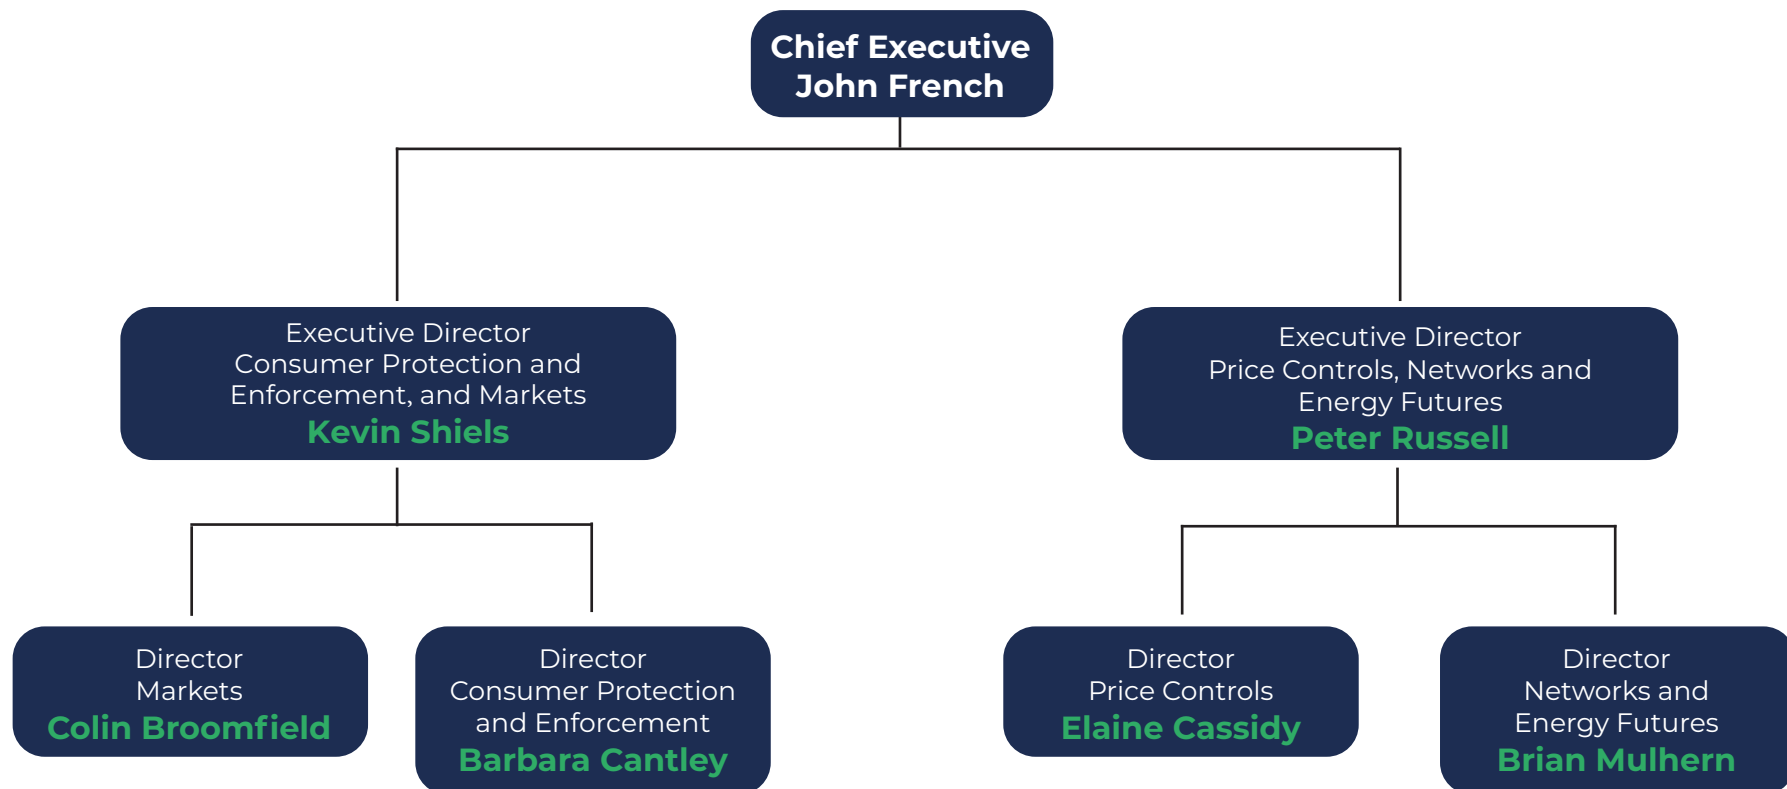 Chief Executive
John French
Executive Director
Consumer Protection and
Enforcement, and Markets
Kevin Shiels
Executive Director
Price Controls, Networks and
Energy Futures
Peter Russell
Director
Markets
Colin Broomfield
Director
Consumer Protection
and Enforcement
Barbara Cantley
Director
Price Controls
Elaine Cassidy
Director
Networks and
Energy Futures
Brian Mulhern